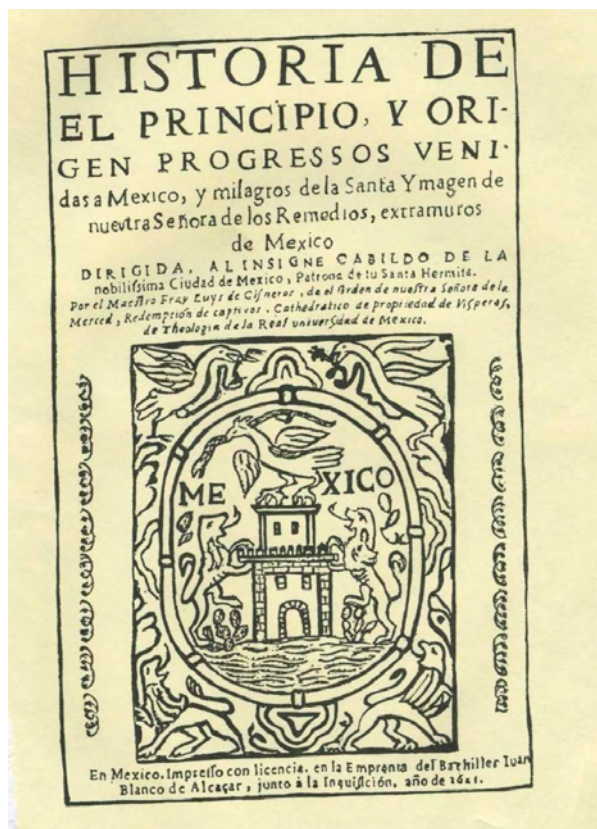 HISTORIA DE
EL PRINCIPIO, Y ORI-
GEN PROGRESSOS VENI-
das a Mexico, y milagros de la Santa Ymagen de
nuestra Señora de los Remedios, extramuros
de Mexico
DIRIGIDA, AL INSIGNE CABILDO DE LA
nobilissima Ciudad de Mexico, Patrone de su Santa Hermita.
Por el Maestro Fray Luys de Cisneros, de el Orden de nuestra Señora de la
Merced, Redempsion de captivos. Cathedratico de propiedad de Visperas,
de Theologia de la Real universidad de Mexico.
ME XICO
En Mexico. Impresso con licencia. en la Emprenta del Bachiller Iuan
Blanco de Alcaçar, junto à la Inquisición, año de 1621.